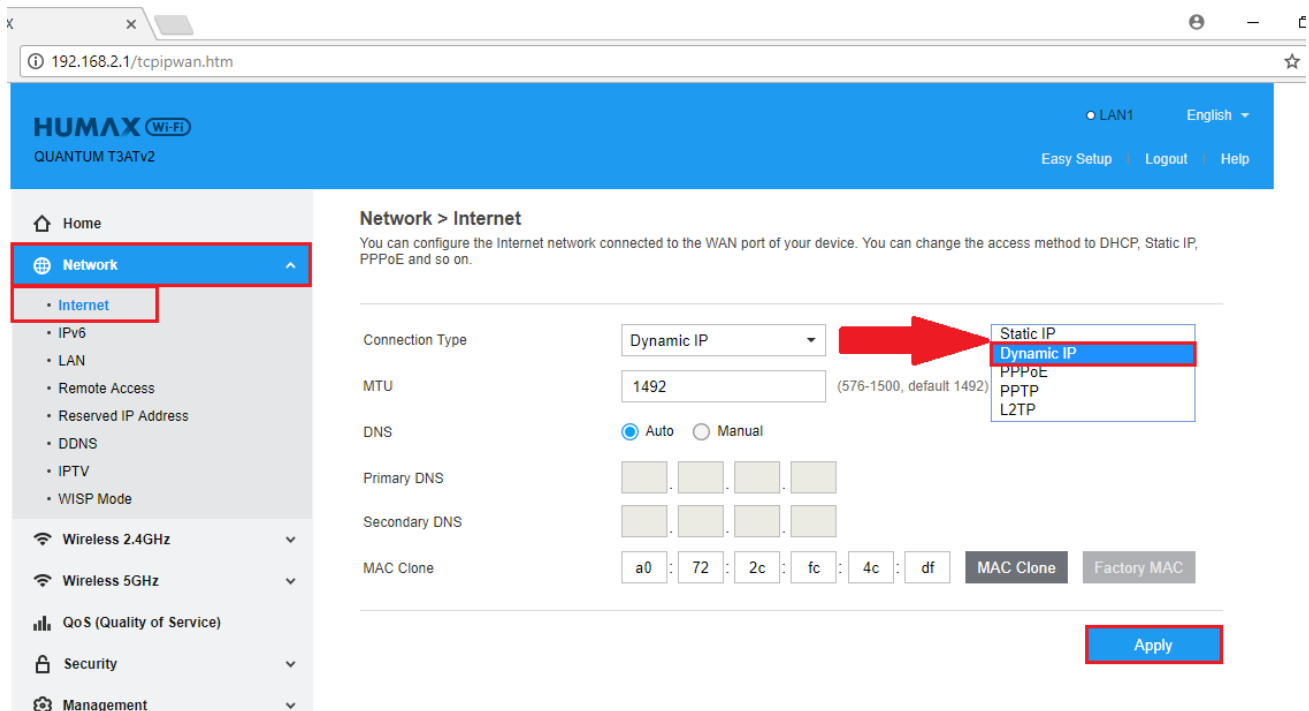 X
192.168.2.1/tcpipwan.htm
HUMAX Wi-Fi
QUANTUM T3ATv2
LAN1 English
Easy Setup Logout Help
Home
Network
Internet
IPv6
LAN
Remote Access
Reserved IP Address
DDNS
IPTV
WISP Mode
Wireless 2.4GHz
Wireless 5GHz
QoS (Quality of Service)
Security
Management
Network > Internet
You can configure the Internet network connected to the WAN port of your device. You can change the access method to DHCP, Static IP,
PPPoE and so on.
Connection Type Dynamic IP
Static IP
Dynamic IP
PPPoE
PPTP
L2TP
MTU 1492 (576-1500, default 1492)
DNS Auto Manual
Primary DNS . . .
Secondary DNS . . .
MAC Clone a0 : 72 : 2c : fc : 4c : df MAC Clone Factory MAC
Apply